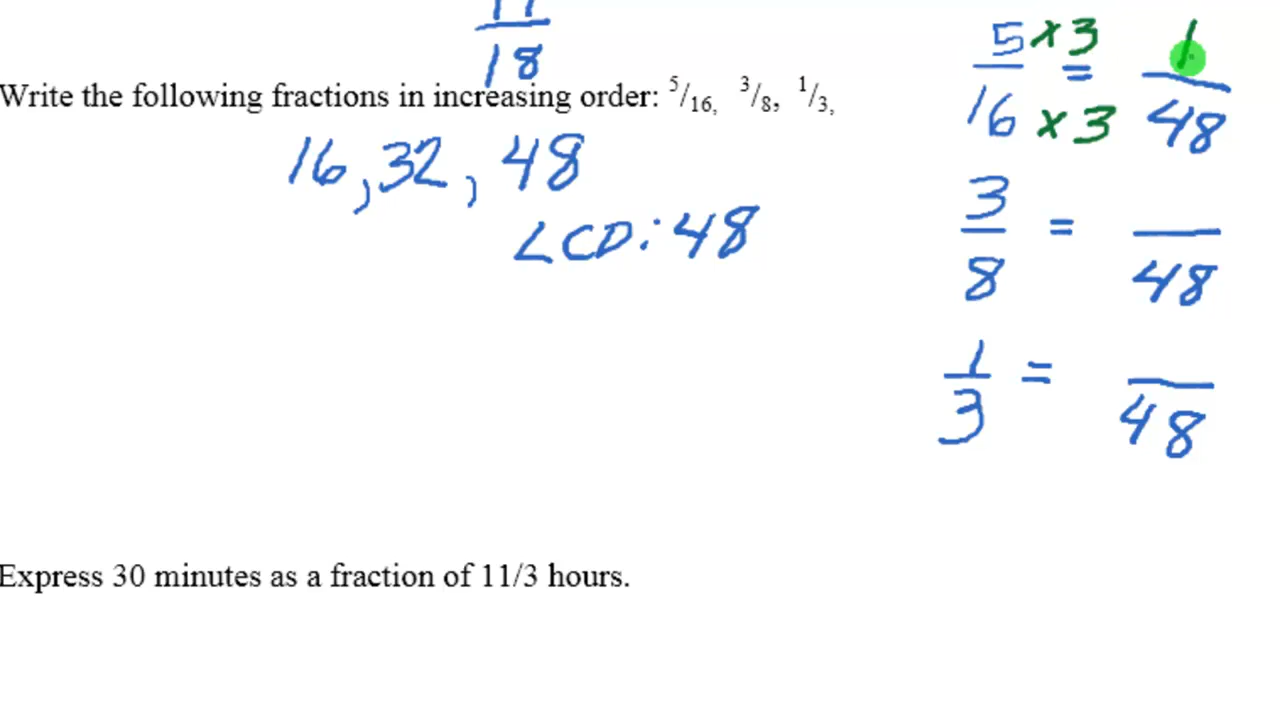 18
Write the following fractions in increasing order: 5/16, 3/8, 1/3,
16, 32, 48
LCD: 48
5 × 3 = 1
16 × 3 48
3 =
8 48
1 =
3 48
Express 30 minutes as a fraction of 11/3 hours.